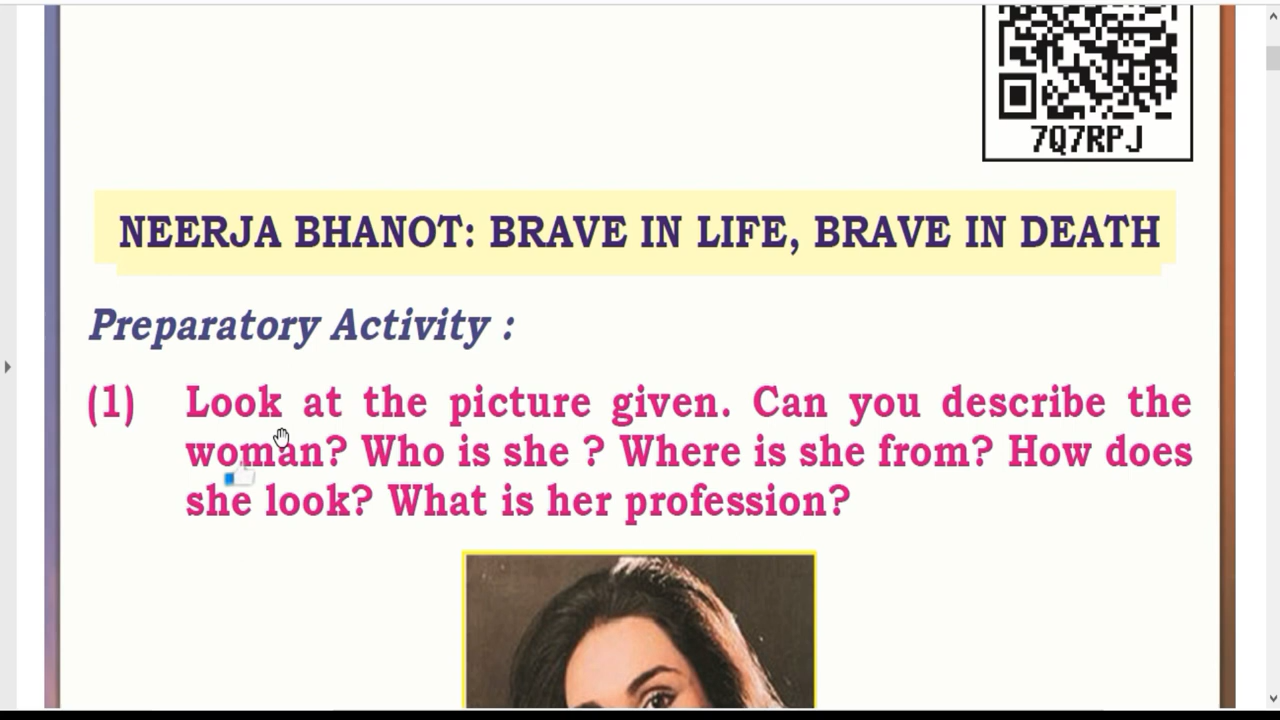 7Q7RPJ
NEERJA BHANOT: BRAVE IN LIFE, BRAVE IN DEATH
Preparatory Activity :
(1) Look at the picture given. Can you describe the
woman? Who is she ? Where is she from? How does
she look? What is her profession?